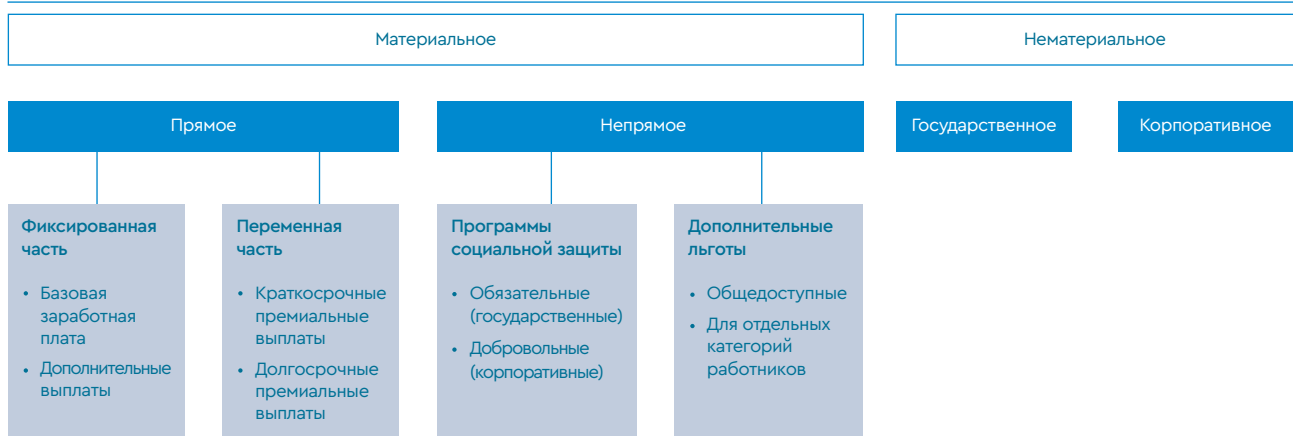 Материальное
Нематериальное
Прямое
Непрямое
Государственное
Корпоративное
Фиксированная
часть
• Базовая
заработная
плата
• Дополнительные
выплаты
Переменная
часть
• Краткосрочные
премиальные
выплаты
• Долгосрочные
премиальные
выплаты
Программы
социальной защиты
• Обязательные
(государственные)
• Добровольные
(корпоративные)
Дополнительные
льготы
• Общедоступные
• Для отдельных
категорий
работников